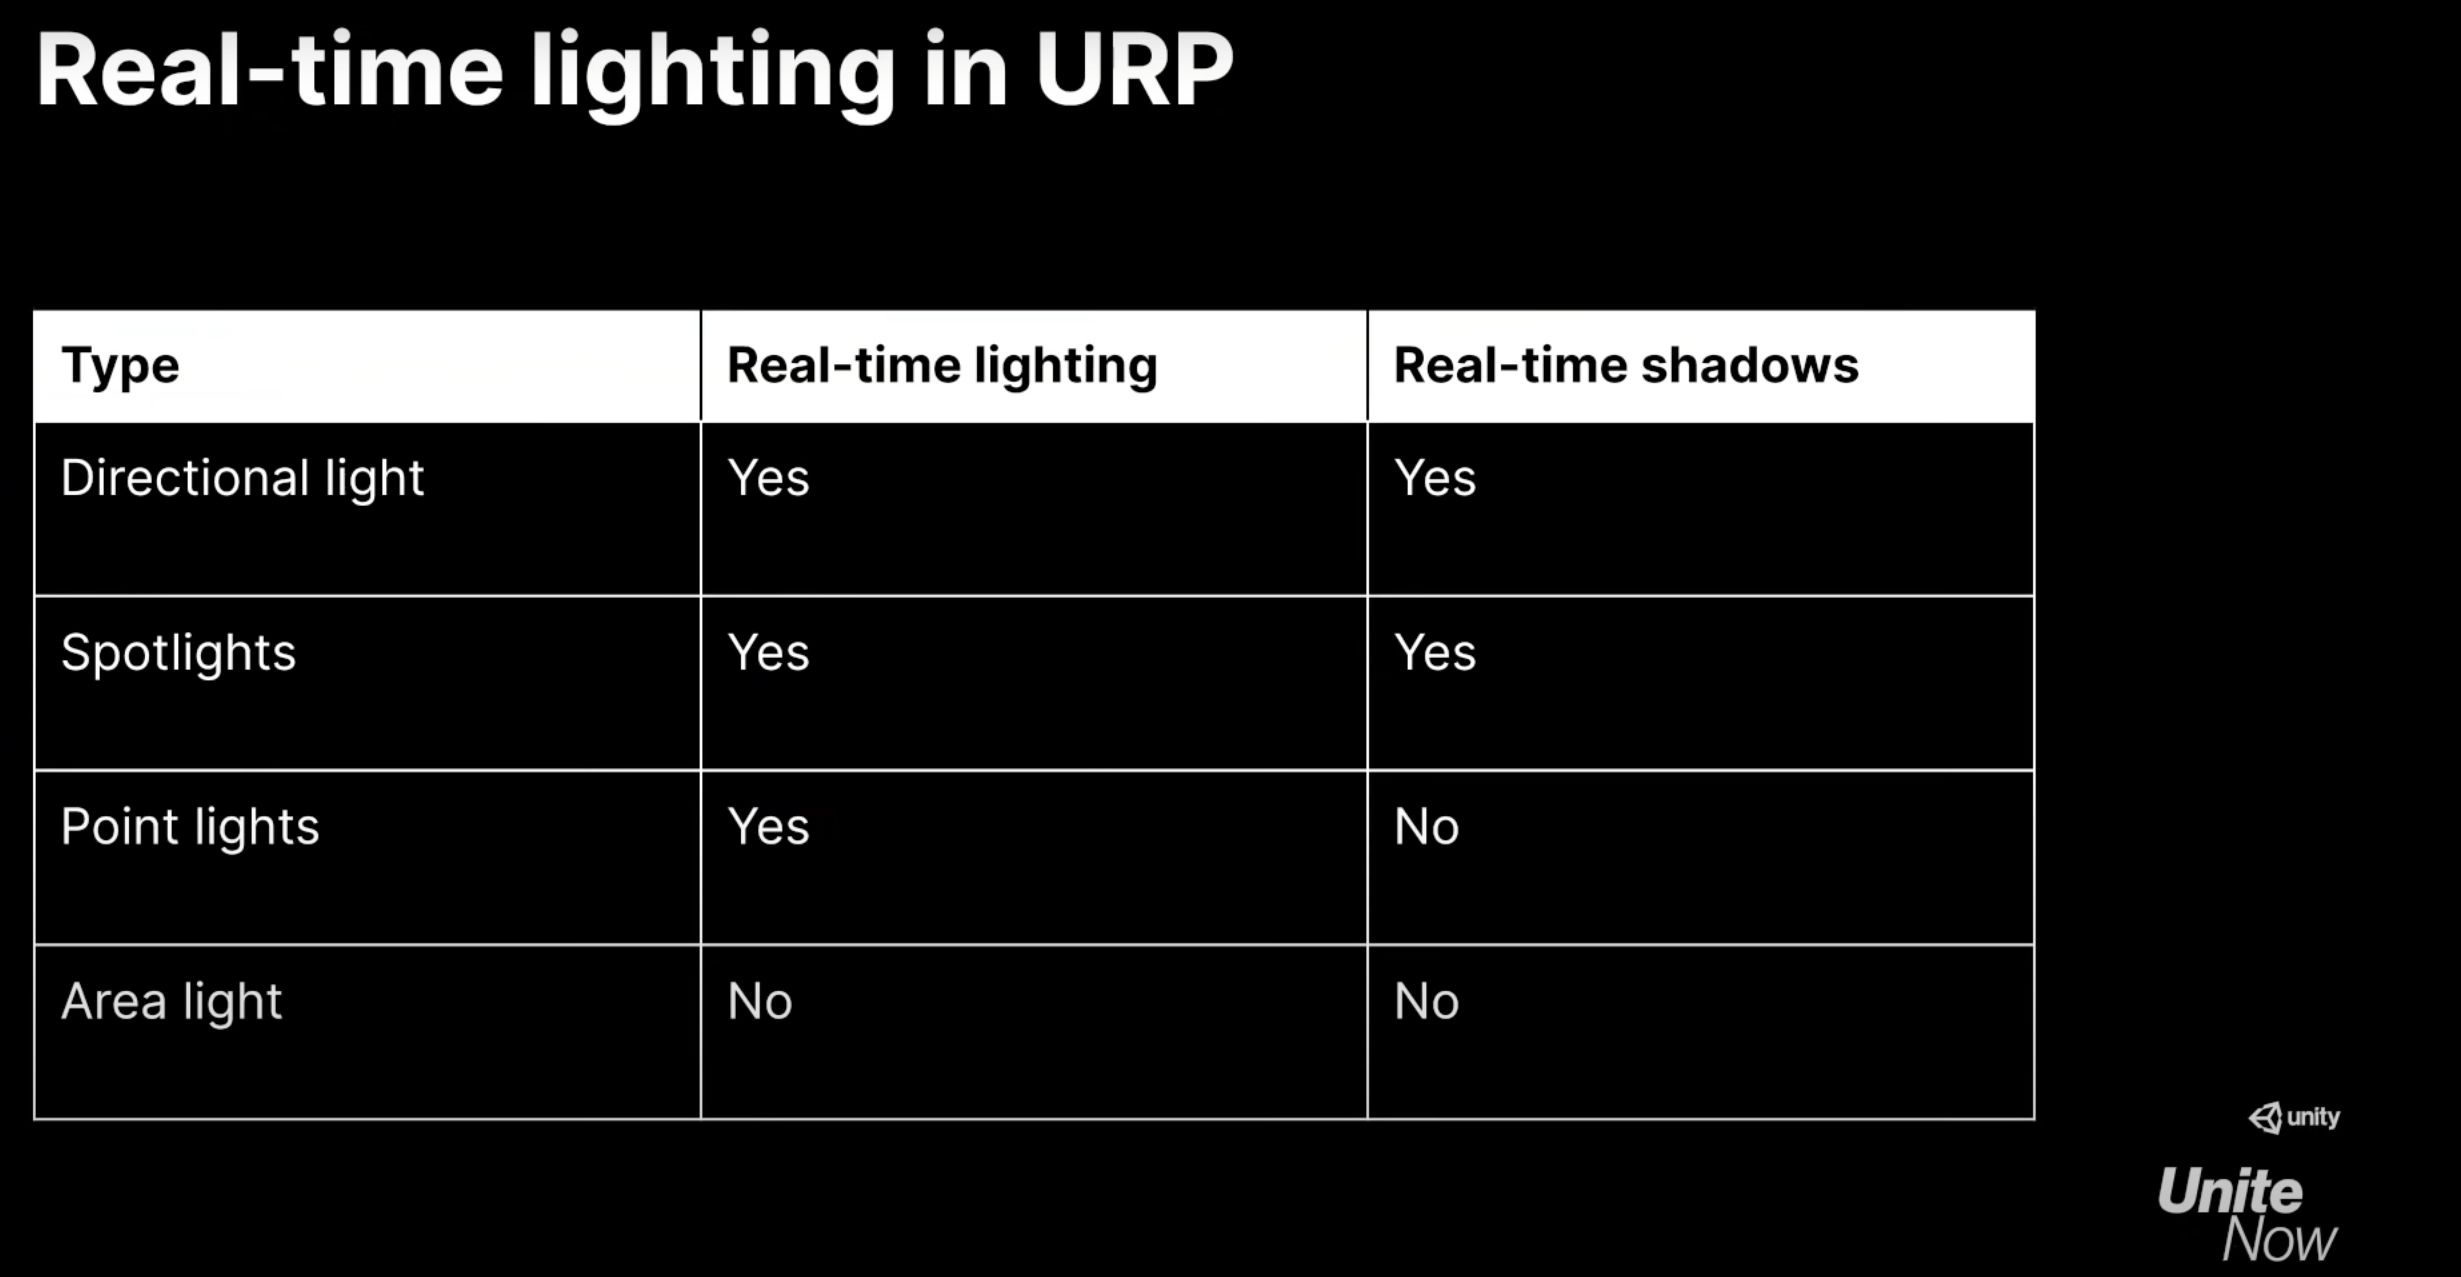 Real-time lighting in URP
Type Real-time lighting Real-time shadows
Directional light Yes Yes
Spotlights Yes Yes
Point lights Yes No
Area light No No
unity
Unite
Now